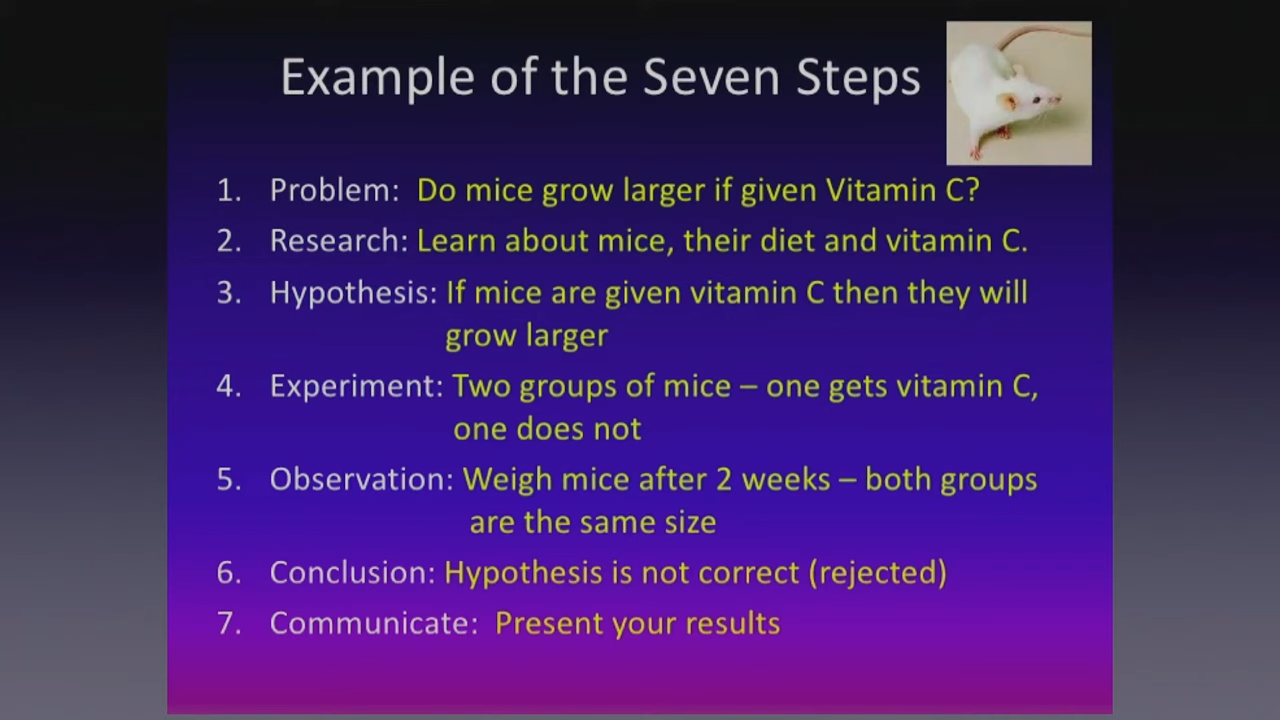 Example of the Seven Steps
1. Problem: Do mice grow larger if given Vitamin C?
2. Research: Learn about mice, their diet and vitamin C.
3. Hypothesis: If mice are given vitamin C then they will
grow larger
4. Experiment: Two groups of mice – one gets vitamin C,
one does not
5. Observation: Weigh mice after 2 weeks – both groups
are the same size
6. Conclusion: Hypothesis is not correct (rejected)
7. Communicate: Present your results